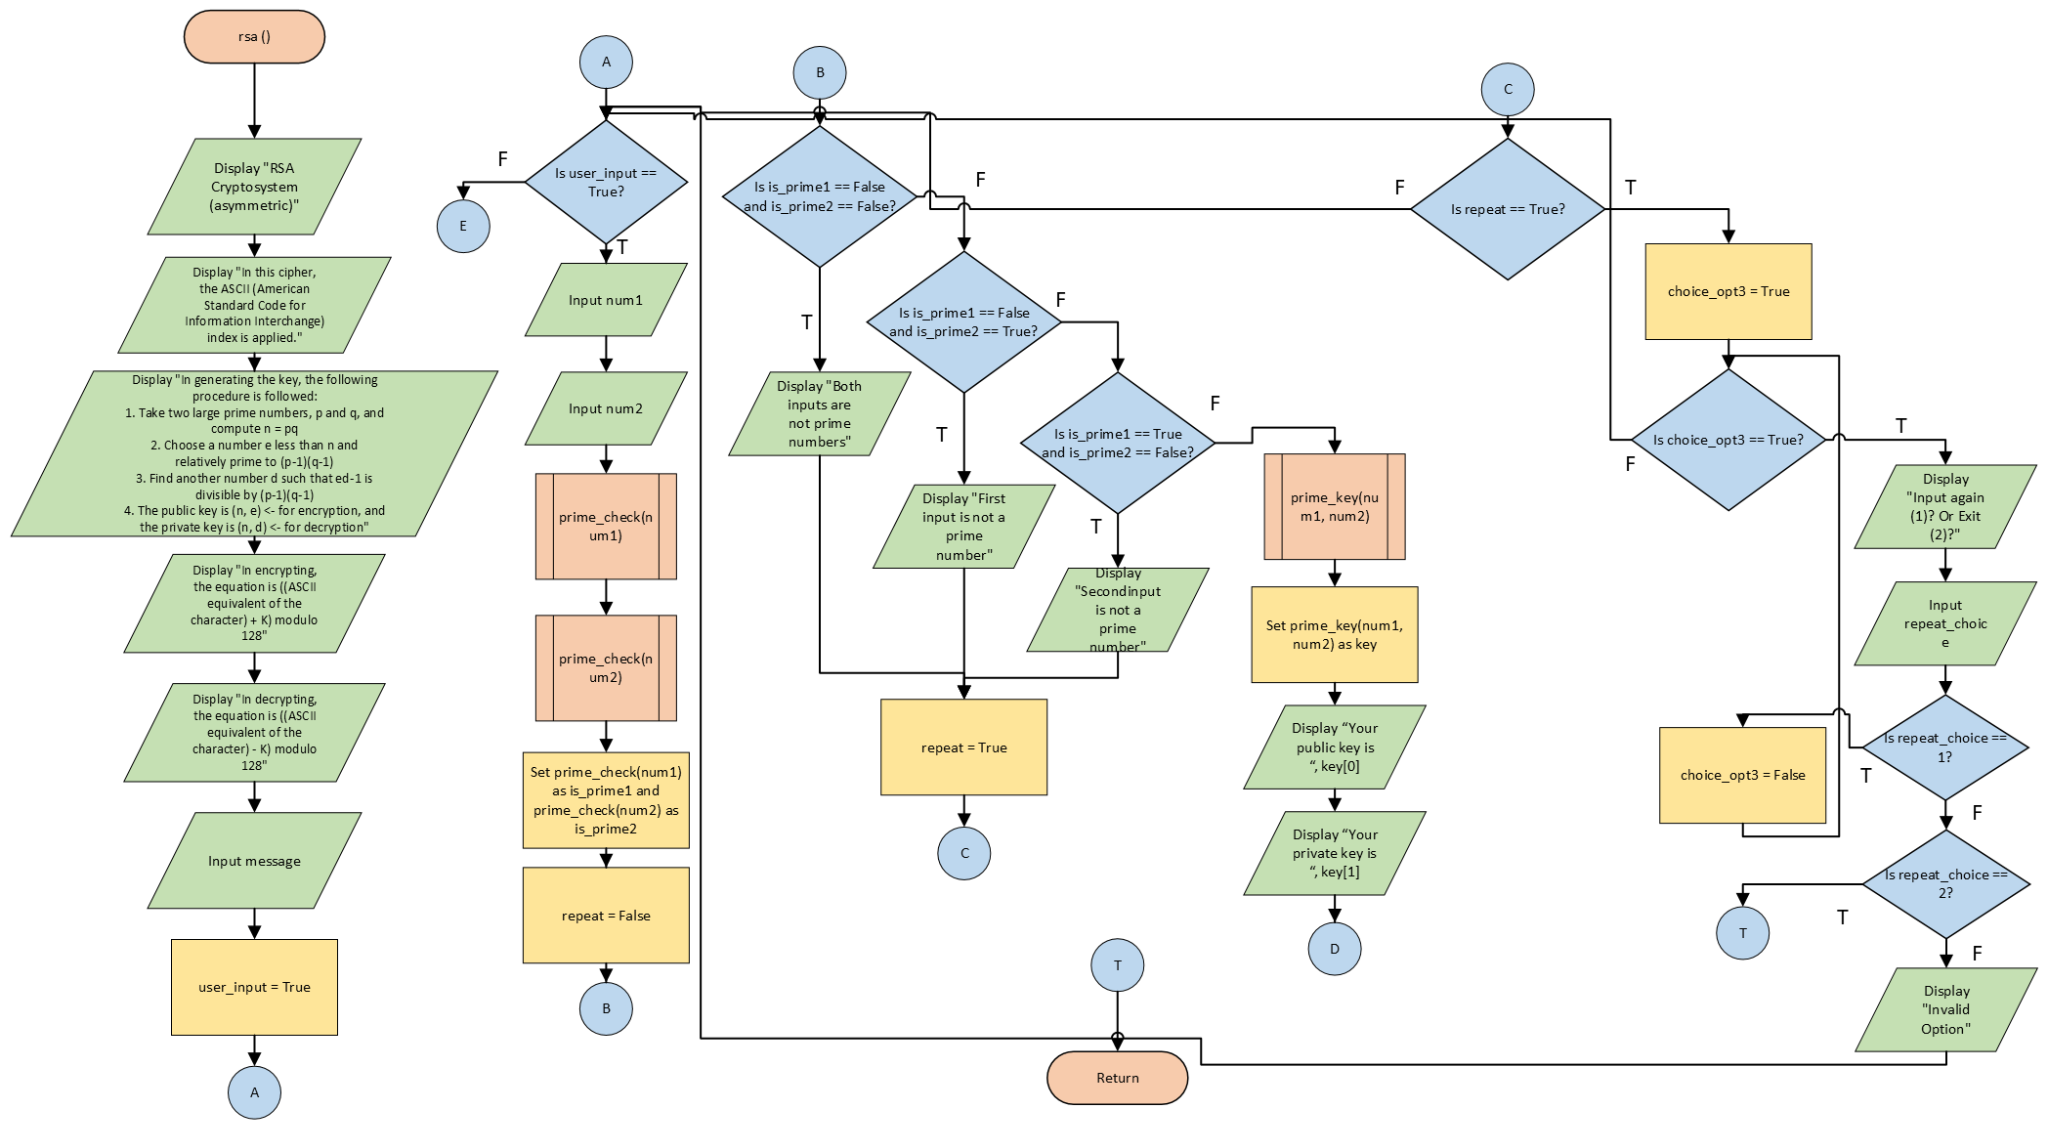 rsa ()
Display "RSA
Cryptosystem
(asymmetric)"
Display "In this cipher,
the ASCII (American
Standard Code for
Information Interchange)
index is applied."
Display "In generating the key, the following
procedure is followed:
1. Take two large prime numbers, p and q, and
compute n = pq
2. Choose a number e less than n and
relatively prime to (p-1)(q-1)
3. Find another number d such that ed-1 is
divisible by (p-1)(q-1)
4. The public key is (n, e) <- for encryption, and
the private key is (n, d) <- for decryption"
Display "In encrypting,
the equation is ((ASCII
equivalent of the
character) + K) modulo
128"
Display "In decrypting,
the equation is ((ASCII
equivalent of the
character) - K) modulo
128"
Input message
user_input = True
A
A
Is user_input ==
True?
F
E
T
Input num1
Input num2
prime_check(n
um1)
prime_check(n
um2)
Set prime_check(num1)
as is_prime1 and
prime_check(num2) as
is_prime2
repeat = False
B
B
Is is_prime1 == False
and is_prime2 == False?
F
T
Display "Both
inputs are
not prime
numbers"
Is is_prime1 == False
and is_prime2 == True?
F
T
Display "First
input is not a
prime
number"
Is is_prime1 == True
and is_prime2 == False?
F
T
Display
"Secondinput
is not a
prime
number"
repeat = True
C
prime_key(nu
m1, num2)
Set prime_key(num1,
num2) as key
Display “Your
public key is
“, key[0]
Display “Your
private key is
“, key[1]
D
T
Return
C
Is repeat == True?
F
T
choice_opt3 = True
Is choice_opt3 == True?
F
T
Display
"Input again
(1)? Or Exit
(2)?"
Input
repeat_choic
e
Is repeat_choice ==
1?
T
F
choice_opt3 = False
Is repeat_choice ==
2?
T
T
F
Display
"Invalid
Option"